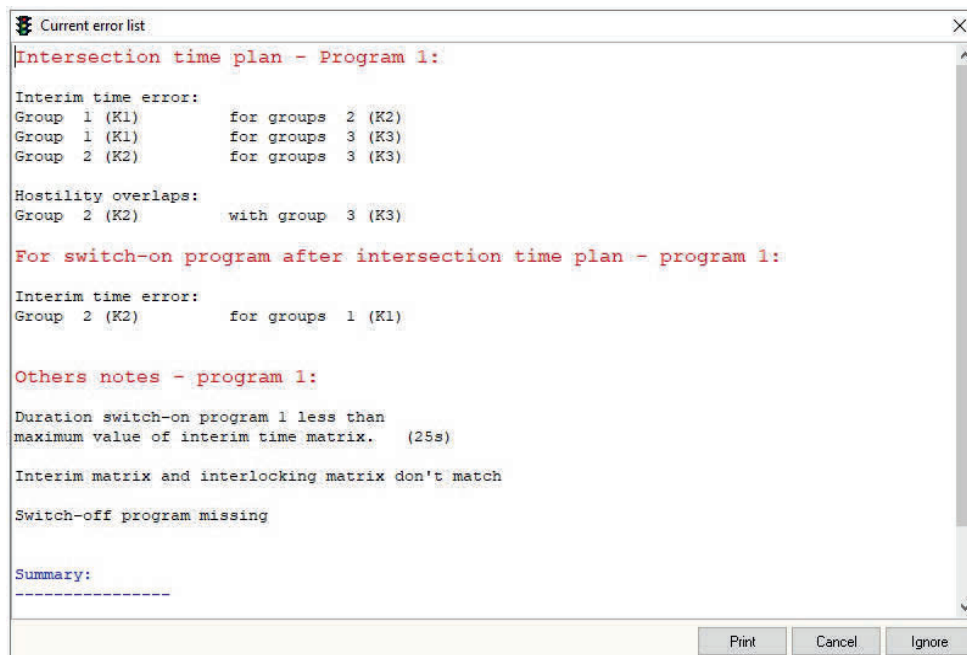 Current error list
Intersection time plan - Program 1:
Interim time error:
Group 1 (K1) for groups 2 (K2)
Group 1 (K1) for groups 3 (K3)
Group 2 (K2) for groups 3 (K3)
Hostility overlaps:
Group 2 (K2) with group 3 (K3)
For switch-on program after intersection time plan - program 1:
Interim time error:
Group 2 (K2) for groups 1 (K1)
Others notes - program 1:
Duration switch-on program 1 less than
maximum value of interim time matrix. (25s)
Interim matrix and interlocking matrix don't match
Switch-off program missing
Summary:
----------------
Print Cancel Ignore